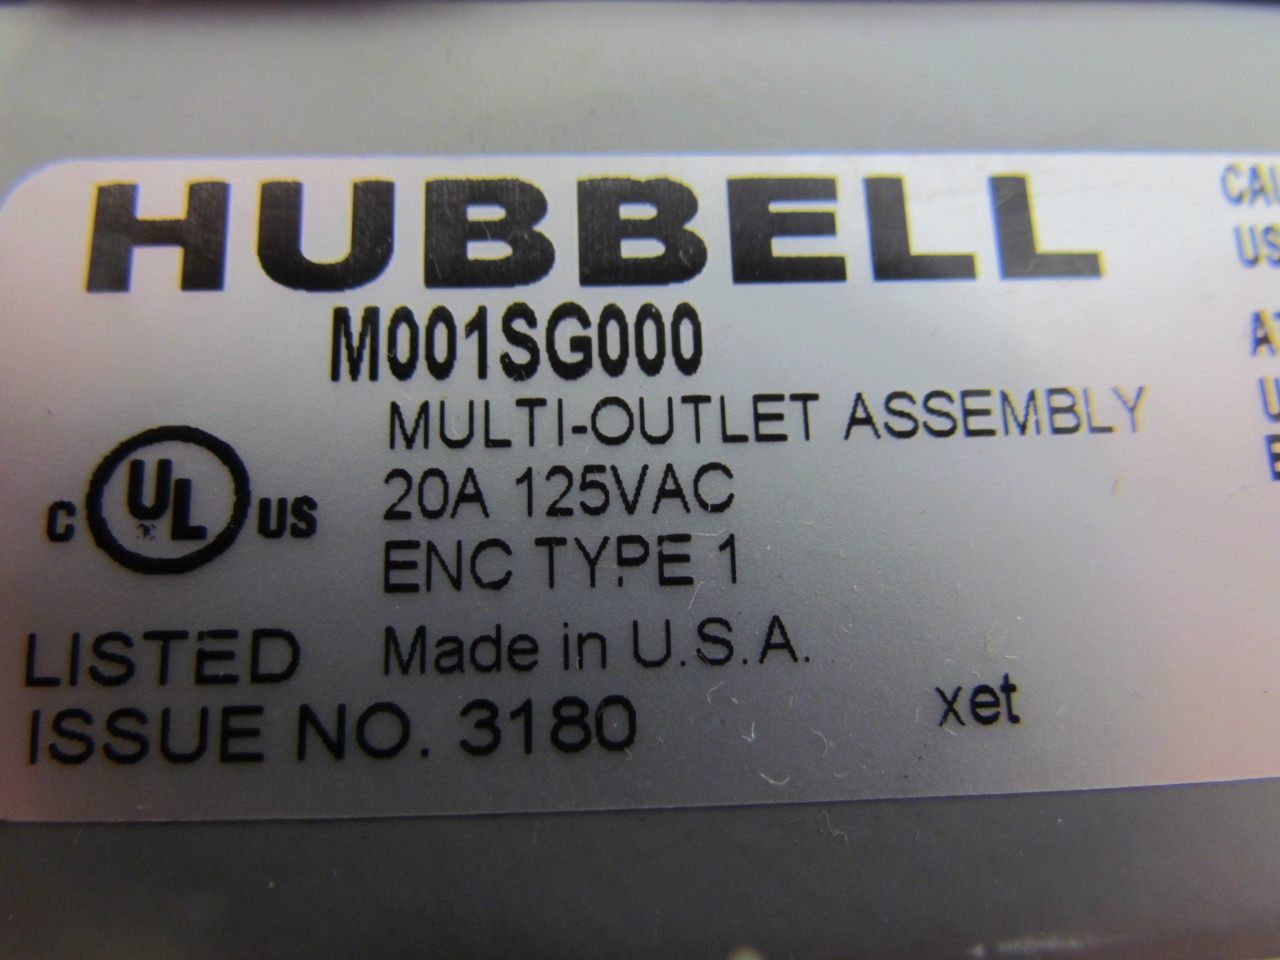 HUBBELL
M001SG000
MULTI-OUTLET ASSEMBLY
20A 125VAC
ENC TYPE 1
C UL US
LISTED
Made in U.S.A.
ISSUE NO. 3180
xet